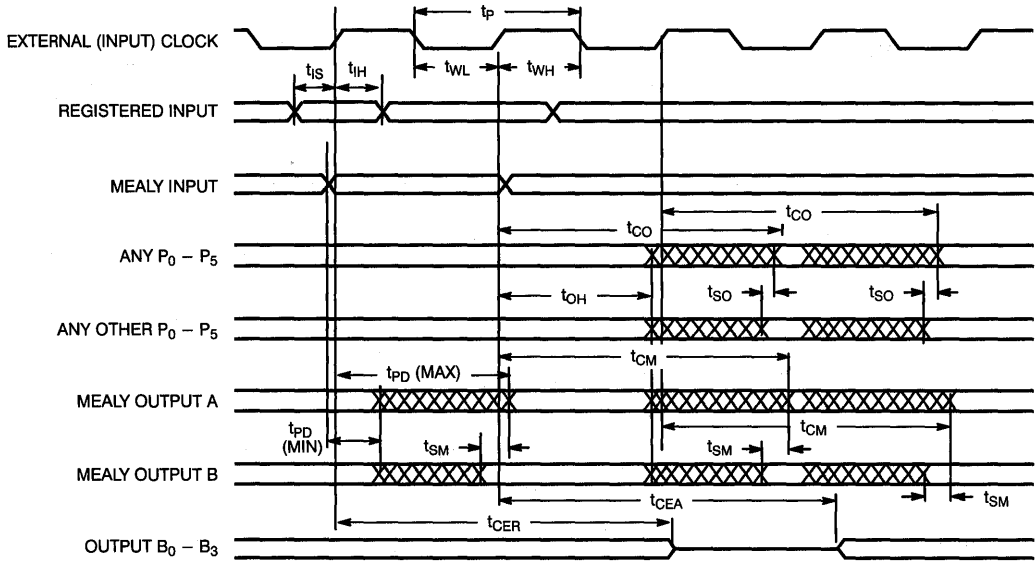 tP
EXTERNAL (INPUT) CLOCK
tIS
tIH
tWL
tWH
REGISTERED INPUT
MEALY INPUT
tCO
tCO
ANY P0 – P5
tOH
tSO
tSO
ANY OTHER P0 – P5
tCM
tPD (MAX)
MEALY OUTPUT A
tCM
tPD
(MIN)
tSM
tSM
MEALY OUTPUT B
tSM
tCEA
tCER
OUTPUT B0 – B3